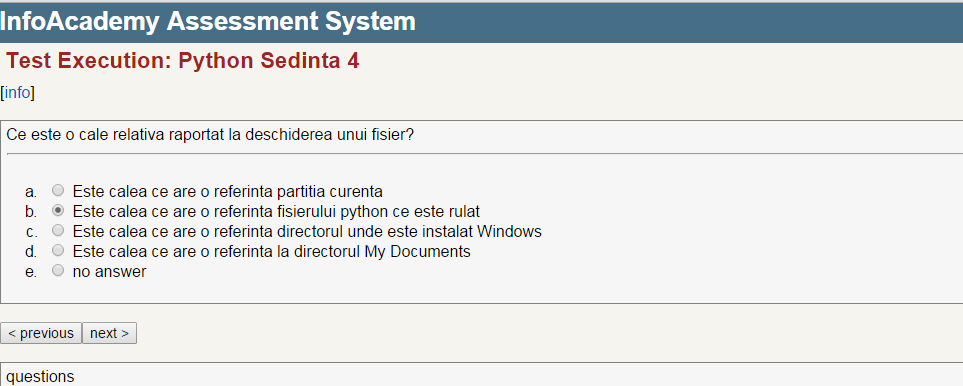 InfoAcademy Assessment System
Test Execution: Python Sedinta 4
[info]
Ce este o cale relativa raportat la deschiderea unui fisier?
a. Este calea ce are o referinta partitia curenta
b. Este calea ce are o referinta fisierului python ce este rulat
c. Este calea ce are o referinta directorul unde este instalat Windows
d. Este calea ce are o referinta la directorul My Documents
e. no answer
< previous next >
questions